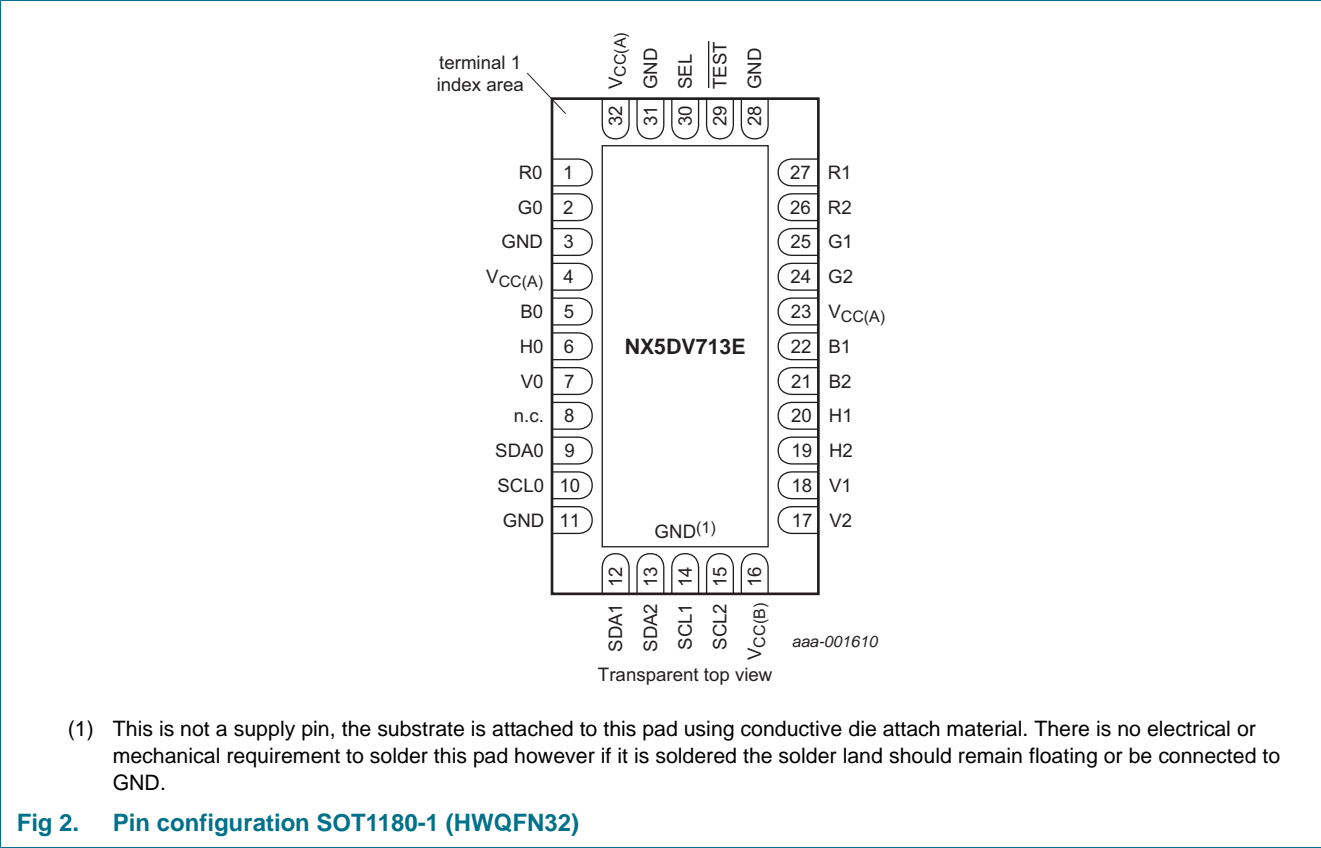 terminal 1
index area
VCC(A)
GND
SEL
TEST
GND
32
31
30
29
28
R0 1
G0 2
GND 3
VCC(A) 4
B0 5
H0 6
V0 7
n.c. 8
SDA0 9
SCL0 10
GND 11
NX5DV713E
GND(1)
27 R1
26 R2
25 G1
24 G2
23 VCC(A)
22 B1
21 B2
20 H1
19 H2
18 V1
17 V2
12
13
14
15
16
SDA1
SDA2
SCL1
SCL2
VCC(B)
aaa-001610
Transparent top view
(1) This is not a supply pin, the substrate is attached to this pad using conductive die attach material. There is no electrical or
mechanical requirement to solder this pad however if it is soldered the solder land should remain floating or be connected to
GND.
Fig 2. Pin configuration SOT1180-1 (HWQFN32)